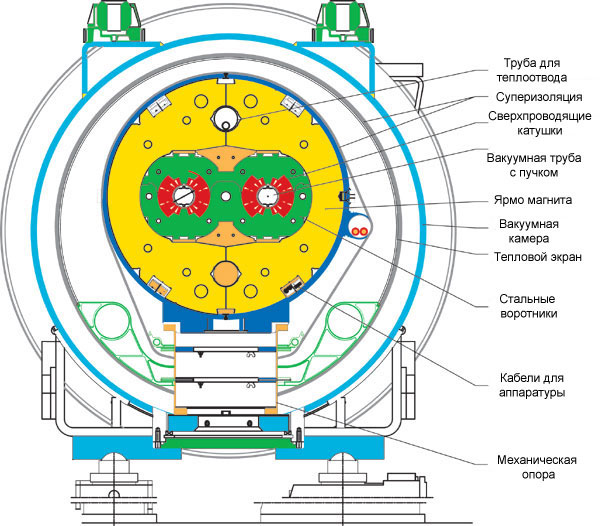 Труба для
теплоотвода
Суперизоляция
Сверхпроводящие
катушки
Вакуумная труба
с пучком
Ярмо магнита
Вакуумная
камера
Тепловой экран
Стальные
воротники
Кабели для
аппаратуры
Механическая
опора